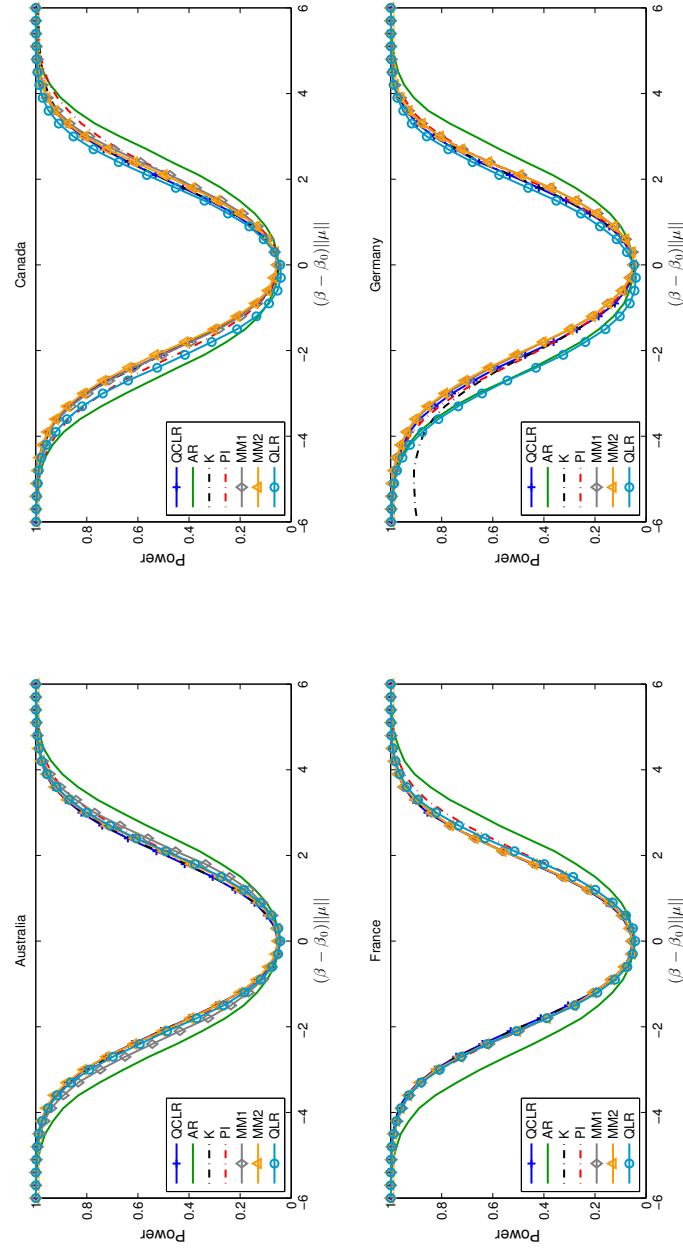 Australia
Power
1
0.8
0.6
0.4
0.2
0
QCLR
AR
K
PI
MM1
MM2
QLR
−6 −4 −2 0 2 4 6
(β − β₀)||μ||
Canada
Power
1
0.8
0.6
0.4
0.2
0
QCLR
AR
K
PI
MM1
MM2
QLR
−6 −4 −2 0 2 4 6
(β − β₀)||μ||
France
Power
1
0.8
0.6
0.4
0.2
0
QCLR
AR
K
PI
MM1
MM2
QLR
−6 −4 −2 0 2 4 6
(β − β₀)||μ||
Germany
Power
1
0.8
0.6
0.4
0.2
0
QCLR
AR
K
PI
MM1
MM2
QLR
−6 −4 −2 0 2 4 6
(β − β₀)||μ||